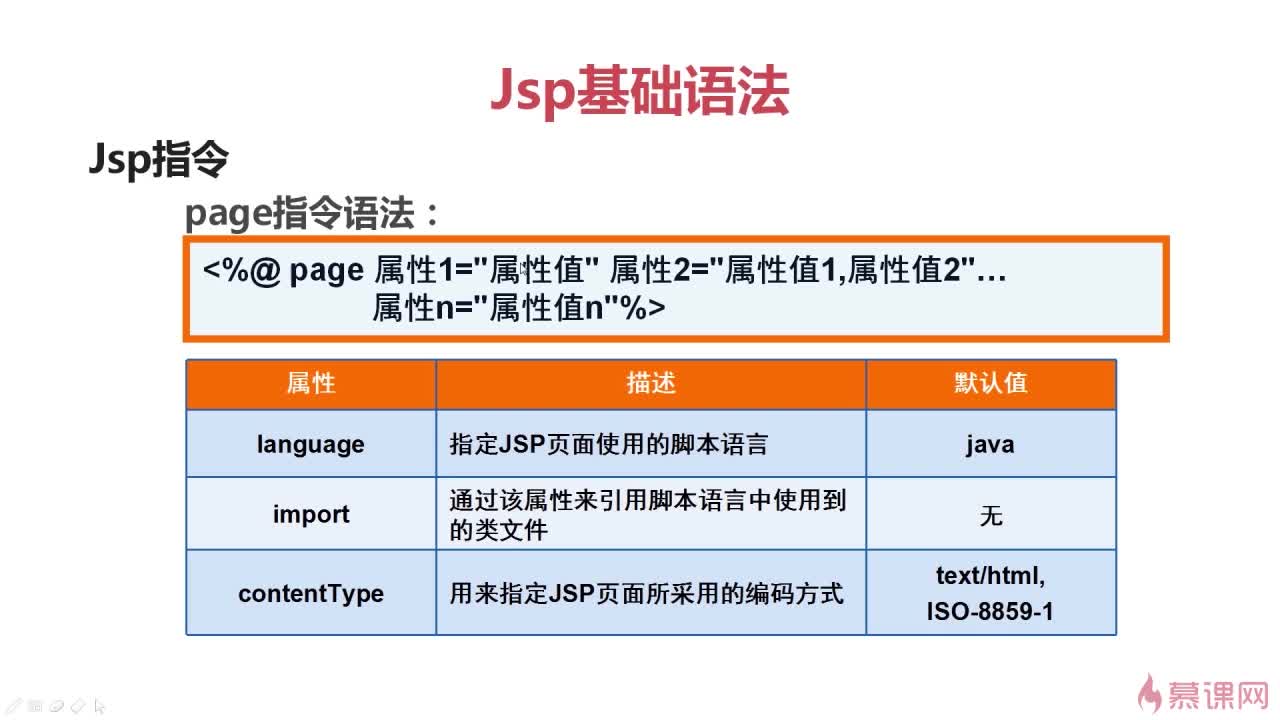 Jsp基础语法
Jsp指令
page指令语法：
<%@ page 属性1="属性值" 属性2="属性值1,属性值2"…
属性n="属性值n"%>
属性 描述 默认值
language 指定JSP页面使用的脚本语言 java
import 通过该属性来引用脚本语言中使用到
的类文件 无
contentType 用来指定JSP页面所采用的编码方式 text/html,
ISO-8859-1
慕课网